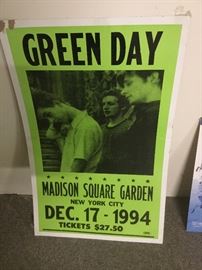 GREEN DAY
MADISON SQUARE GARDEN
NEW YORK CITY
DEC. 17 - 1994
TICKETS $27.50